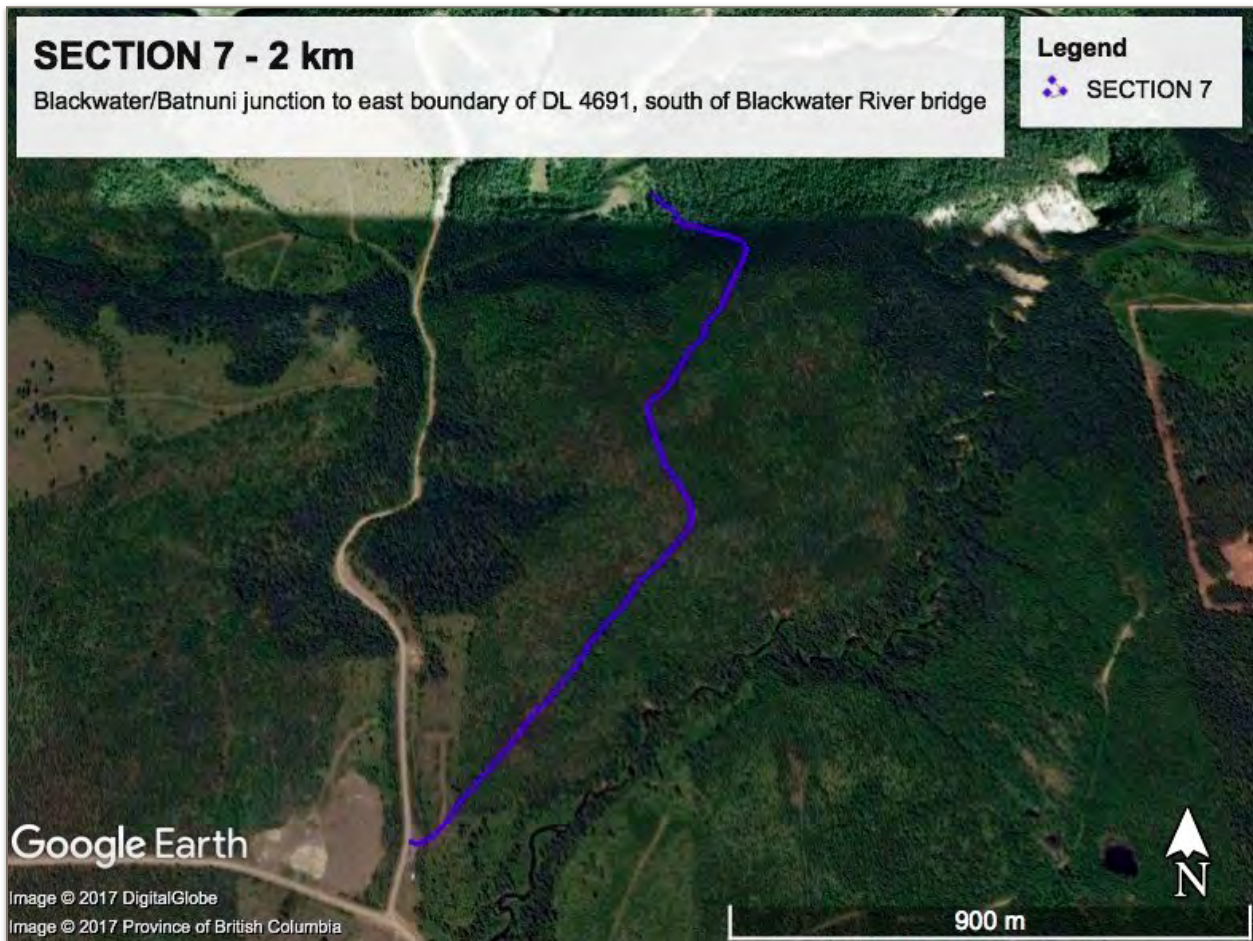 SECTION 7 - 2 km
Blackwater/Batnuni junction to east boundary of DL 4691, south of Blackwater River bridge
Legend
SECTION 7
Google Earth
Image © 2017 DigitalGlobe
Image © 2017 Province of British Columbia
N
900 m